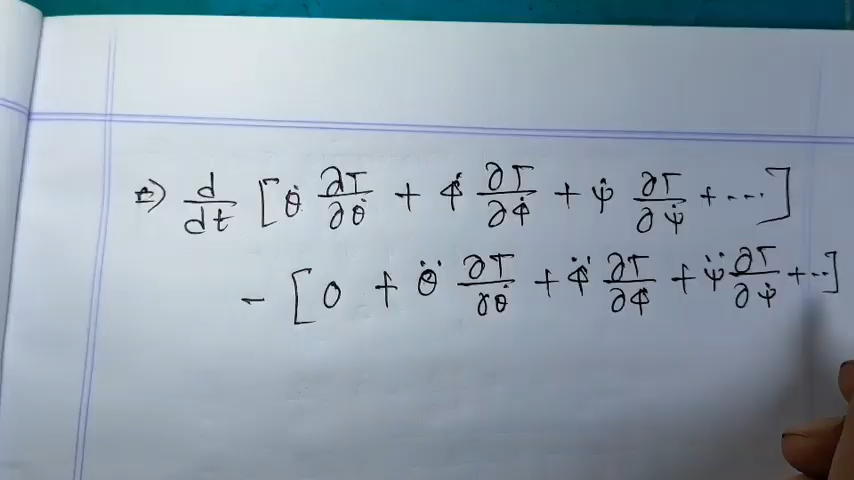 ⇒) d/dt [θ̇ ∂T/∂θ̇ + ϕ̇ ∂T/∂ϕ̇ + ψ̇ ∂T/∂ψ̇ + ....]
- [0 + θ̈ ∂T/∂θ̇ + ϕ̈ ∂T/∂ϕ̇ + ψ̈ ∂T/∂ψ̇ + ...]